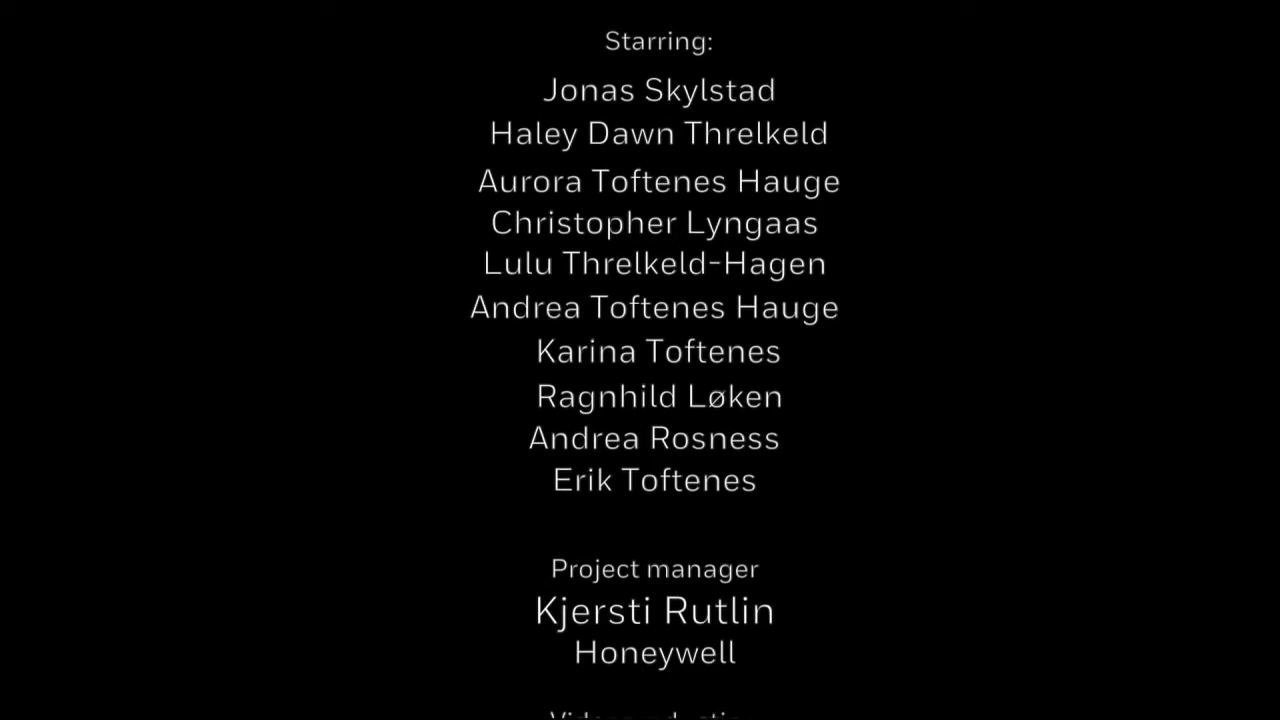 Starring:
Jonas Skylstad
Haley Dawn Threlkeld
Aurora Toftenes Hauge
Christopher Lyngaas
Lulu Threlkeld-Hagen
Andrea Toftenes Hauge
Karina Toftenes
Ragnhild Løken
Andrea Rosness
Erik Toftenes
Project manager
Kjersti Rutlin
Honeywell